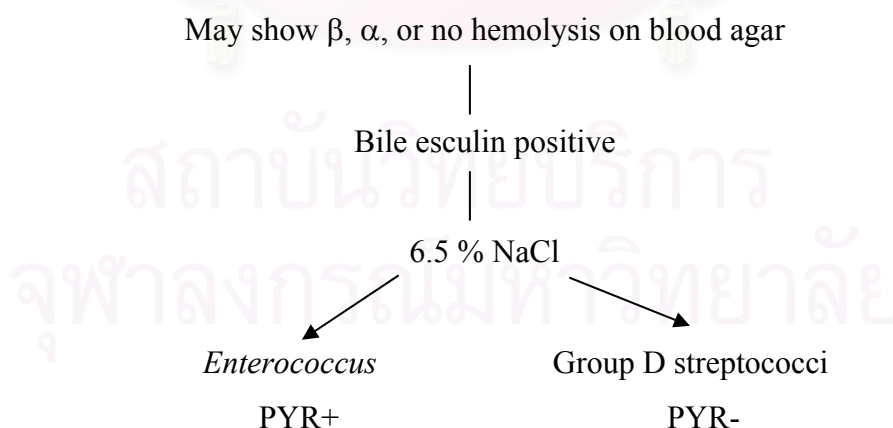 May show β, α, or no hemolysis on blood agar
Bile esculin positive
สถาบันวิทยบริการ
6.5 % NaCl
จุฬาลงกรณ์มหาวิทยาลัย
Enterococcus Group D streptococci
PYR+ PYR-